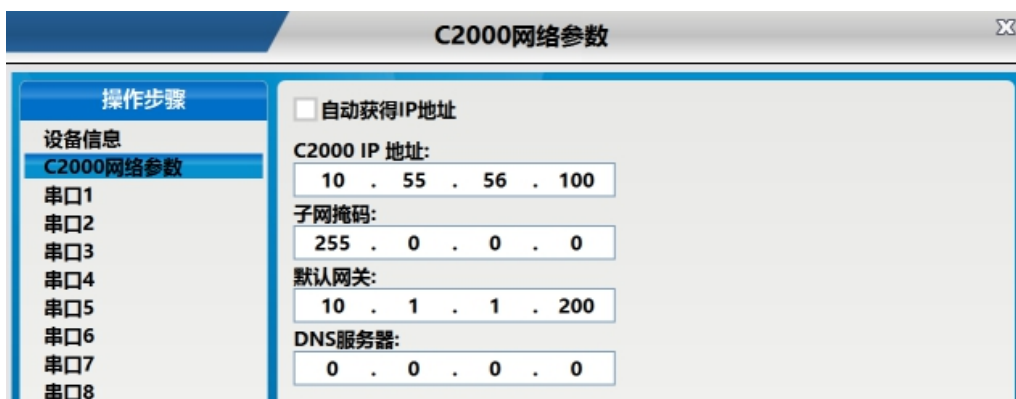 C2000网络参数
操作步骤
设备信息
C2000网络参数
串口1
串口2
串口3
串口4
串口5
串口6
串口7
串口8
自动获得IP地址
C2000 IP 地址:
10 . 55 . 56 . 100
子网掩码:
255 . 0 . 0 . 0
默认网关:
10 . 1 . 1 . 200
DNS服务器:
0 . 0 . 0 . 0